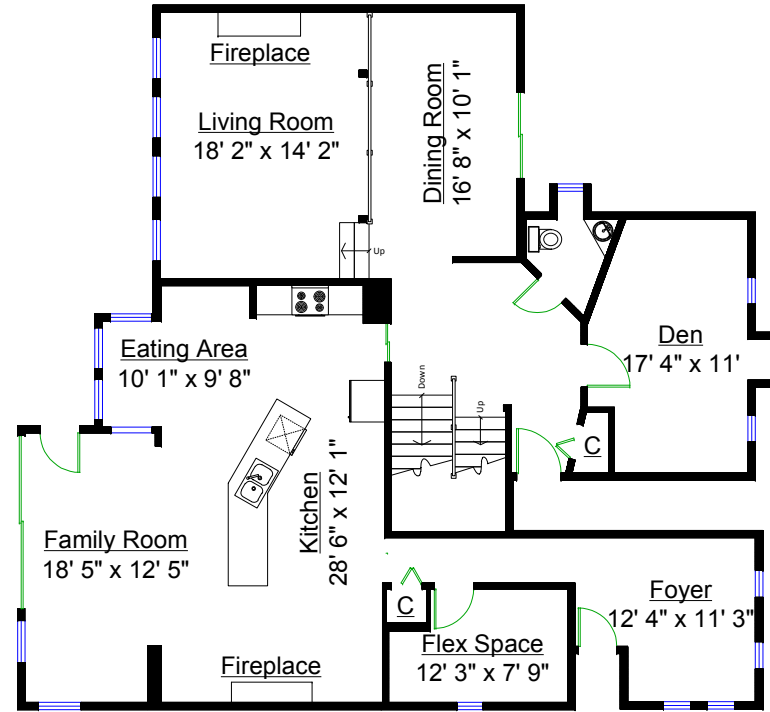 Fireplace
Living Room
18' 2" x 14' 2"
Dining Room
16' 8" x 10' 1"
Up
Den
17' 4" x 11'
Eating Area
10' 1" x 9' 8"
Down
Up
C
Kitchen
28' 6" x 12' 1"
Family Room
18' 5" x 12' 5"
C
Foyer
12' 4" x 11' 3"
Flex Space
12' 3" x 7' 9"
Fireplace